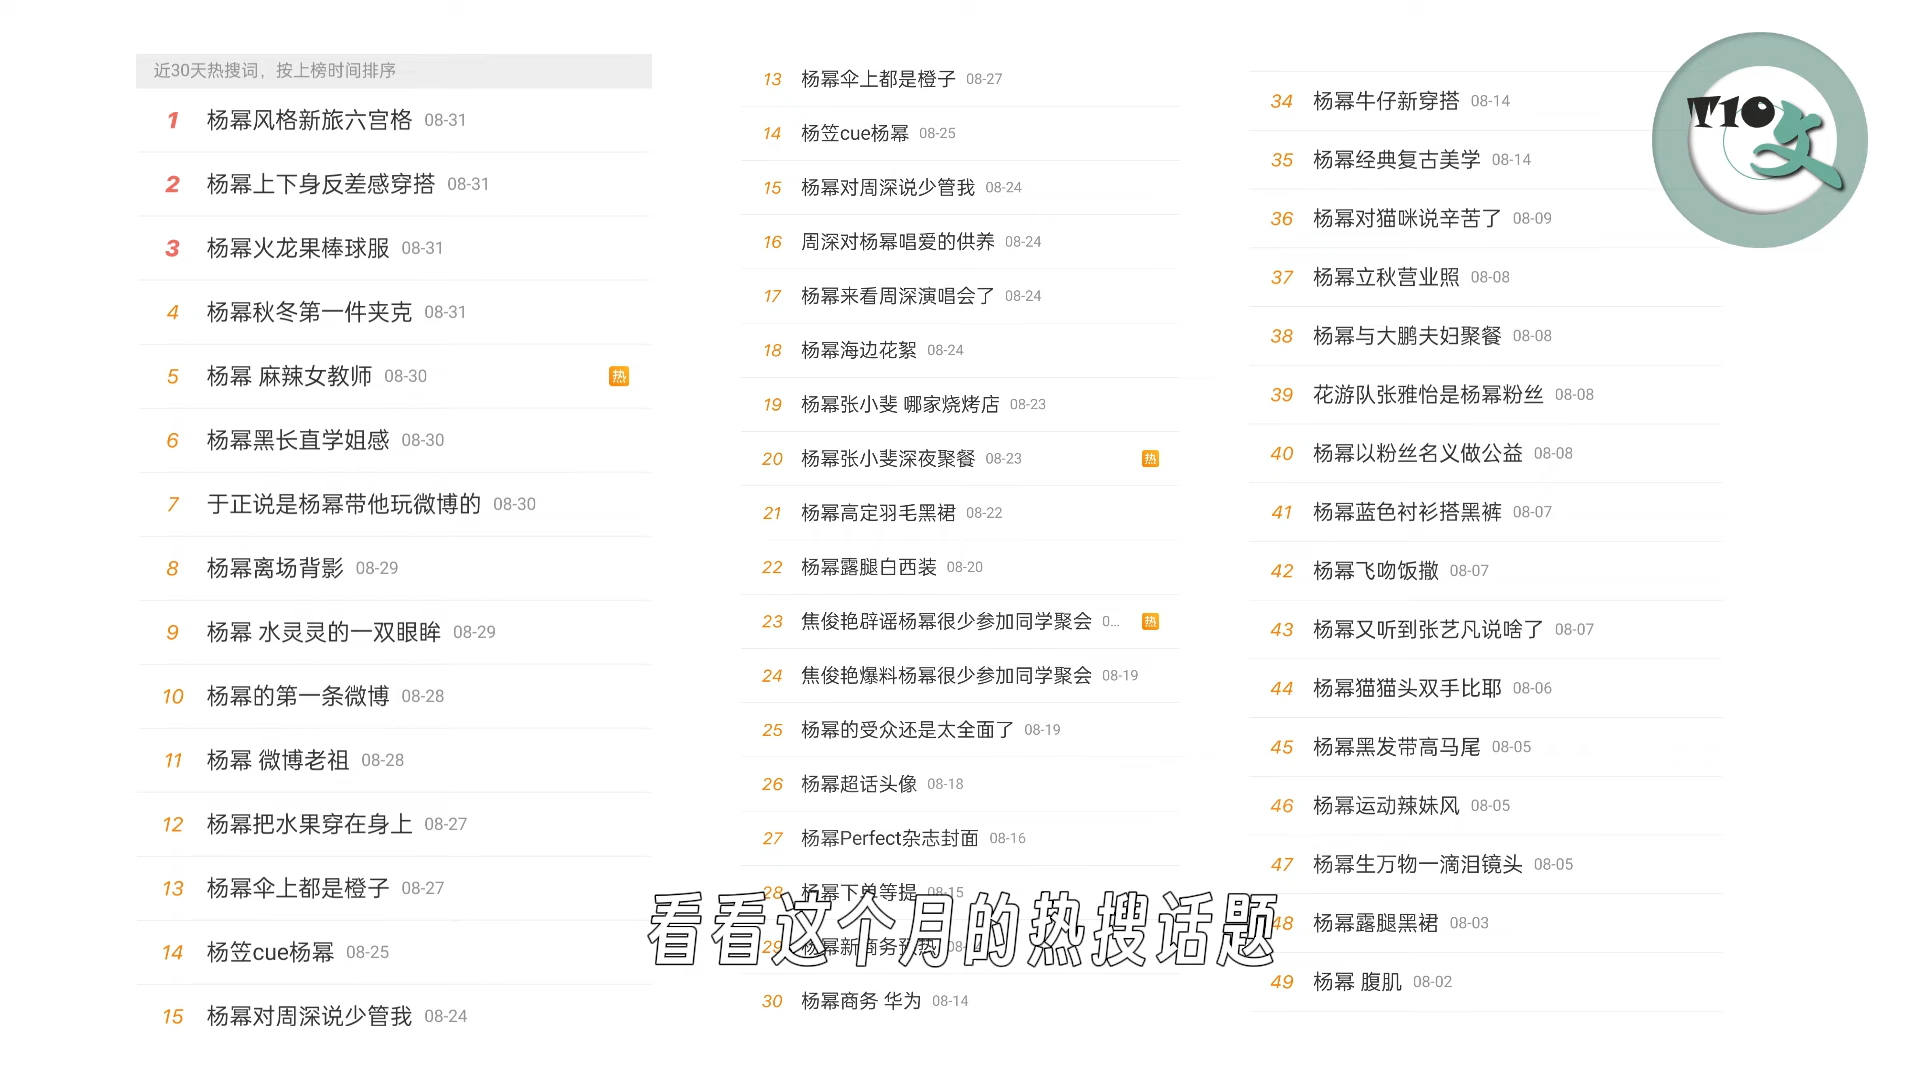 近30天热搜词，按上榜时间排序
1 杨幂风格新旅六宫格 08-31
2 杨幂上下身反差感穿搭 08-31
3 杨幂火龙果棒球服 08-31
4 杨幂秋冬第一件夹克 08-31
5 杨幂 麻辣女教师 08-30 热
6 杨幂黑长直学姐感 08-30
7 于正说是杨幂带他玩微博的 08-30
8 杨幂离场背影 08-29
9 杨幂 水灵灵的一双眼眸 08-29
10 杨幂的第一条微博 08-28
11 杨幂 微博老祖 08-28
12 杨幂把水果穿在身上 08-27
13 杨幂伞上都是橙子 08-27
14 杨笠cue杨幂 08-25
15 杨幂对周深说少管我 08-24
13 杨幂伞上都是橙子 08-27
14 杨笠cue杨幂 08-25
15 杨幂对周深说少管我 08-24
16 周深对杨幂唱爱的供养 08-24
17 杨幂来看周深演唱会了 08-24
18 杨幂海边花絮 08-24
19 杨幂张小斐 哪家烧烤店 08-23
20 杨幂张小斐深夜聚餐 08-23 热
21 杨幂高定羽毛黑裙 08-22
22 杨幂露腿白西装 08-20
23 焦俊艳辟谣杨幂很少参加同学聚会 0... 热
24 焦俊艳爆料杨幂很少参加同学聚会 08-19
25 杨幂的受众还是太全面了 08-19
26 杨幂超话头像 08-18
27 杨幂Perfect杂志封面 08-16
28 杨幂下单等提 08-15
29 杨幂新商务预热
30 杨幂商务 华为 08-14
34 杨幂牛仔新穿搭 08-14
35 杨幂经典复古美学 08-14
36 杨幂对猫咪说辛苦了 08-09
37 杨幂立秋营业照 08-08
38 杨幂与大鹏夫妇聚餐 08-08
39 花游队张雅怡是杨幂粉丝 08-08
40 杨幂以粉丝名义做公益 08-08
41 杨幂蓝色衬衫搭黑裤 08-07
42 杨幂飞吻饭撒 08-07
43 杨幂又听到张艺凡说啥了 08-07
44 杨幂猫猫头双手比耶 08-06
45 杨幂黑发带高马尾 08-05
46 杨幂运动辣妹风 08-05
47 杨幂生万物一滴泪镜头 08-05
48 杨幂露腿黑裙 08-03
49 杨幂 腹肌 08-02
看看这个月的热搜话题
T10文